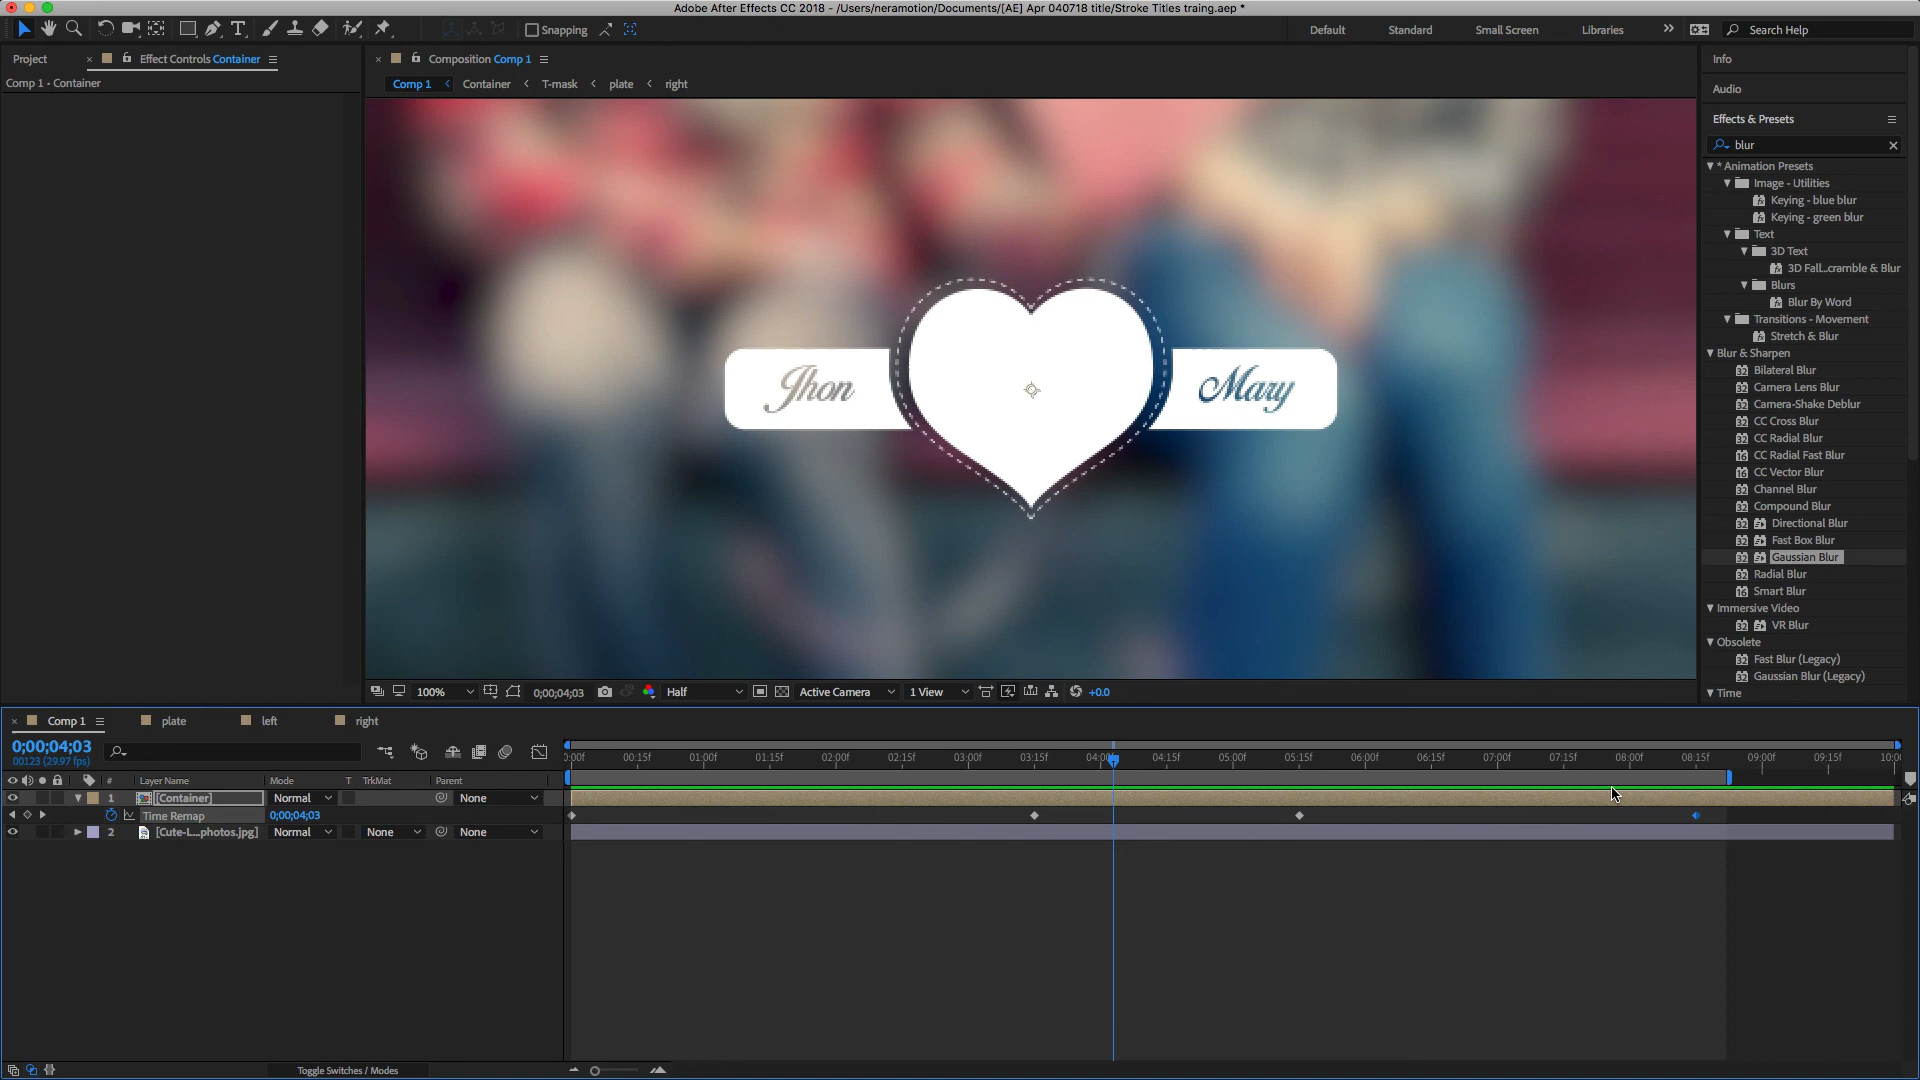 Adobe After Effects CC 2018 - /Users/neramotion/Documents/[AE] Apr 040718 title/Stroke Titles traing.aep *
Snapping
Default
Standard
Small Screen
Libraries
Search Help
Project
Effect Controls Container
Composition Comp 1
Info
Comp 1 • Container
Comp 1
Container
T-mask
plate
right
Audio
Effects & Presets
blur
* Animation Presets
Image - Utilities
Keying - blue blur
Keying - green blur
Text
3D Text
3D Fall...cramble & Blur
Blurs
Blur By Word
Transitions - Movement
Stretch & Blur
Blur & Sharpen
Bilateral Blur
Camera Lens Blur
Camera-Shake Deblur
CC Cross Blur
CC Radial Blur
CC Radial Fast Blur
CC Vector Blur
Channel Blur
Compound Blur
Directional Blur
Fast Box Blur
Gaussian Blur
Radial Blur
Smart Blur
Immersive Video
VR Blur
Obsolete
Fast Blur (Legacy)
Gaussian Blur (Legacy)
Time
Jhon
Mary
100%
0;00;04;03
Half
Active Camera
1 View
+0.0
Comp 1
plate
left
right
0;00;04;03
00123 (29.97 fps)
:00f 00:15f 01:00f 01:15f 02:00f 02:15f 03:00f 03:15f 04:00f 04:15f 05:00f 05:15f 06:00f 06:15f 07:00f 07:15f 08:00f 08:15f 09:00f 09:15f 10:00
# Layer Name Mode T TrkMat Parent
1 [Container] Normal None
Time Remap 0;00;04;03
2 [Cute-L...photos.jpg] Normal None None
Toggle Switches / Modes